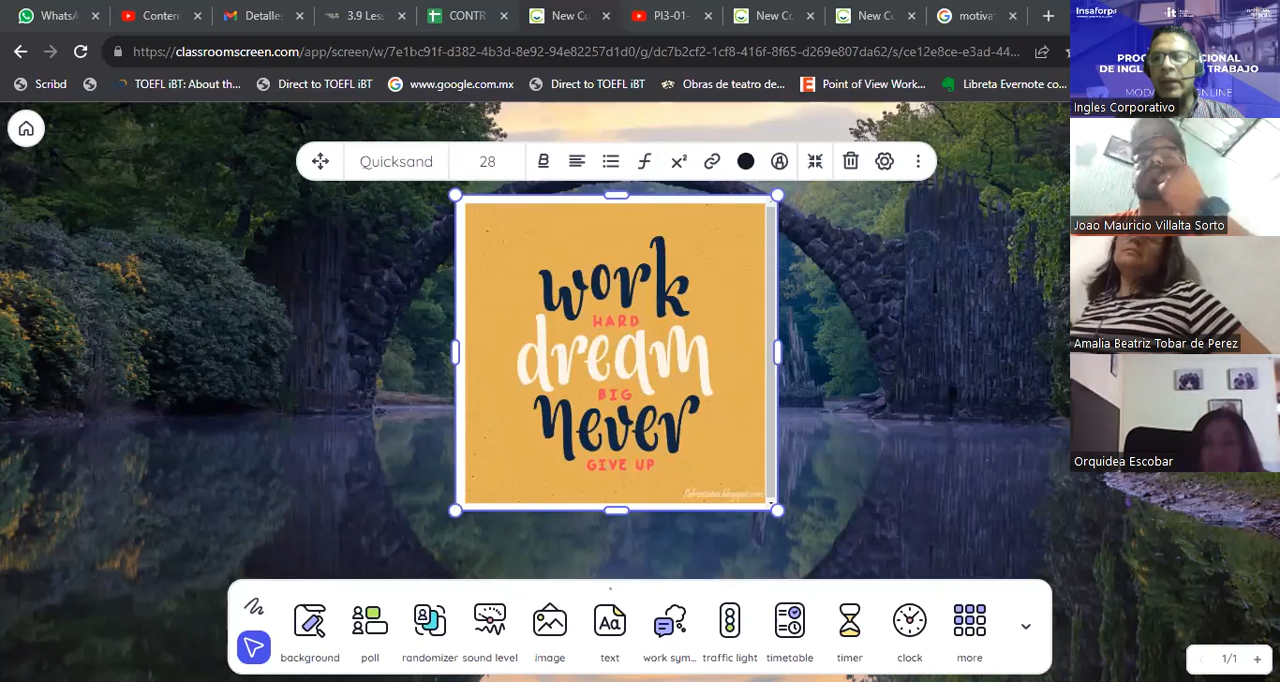 WhatsA
Conten
Detalle
3.9 Les
CONTR
New Co
PI3-01-
New Co
New Co
motiva
https://classroomscreen.com/app/screen/w/7e1bc91f-d382-4b3d-8e92-94e82257d1d0/g/dc7b2cf2-1cf8-416f-8f65-d269e807da62/s/ce12e8ce-e3ad-44...
Scribd
TOEFL iBT: About th...
Direct to TOEFL iBT
www.google.com.mx
Direct to TOEFL iBT
Obras de teatro de...
Point of View Work...
Libreta Evernote co...
Quicksand
28
work
HARD
dream
BIG
never
GIVE UP
background
poll
randomizer
sound level
image
text
work sym...
traffic light
timetable
timer
clock
more
1/1
Insaforp
it
Ingles Corporativo
Joao Mauricio Villalta Sorto
Amalia Beatriz Tobar de Perez
Orquidea Escobar